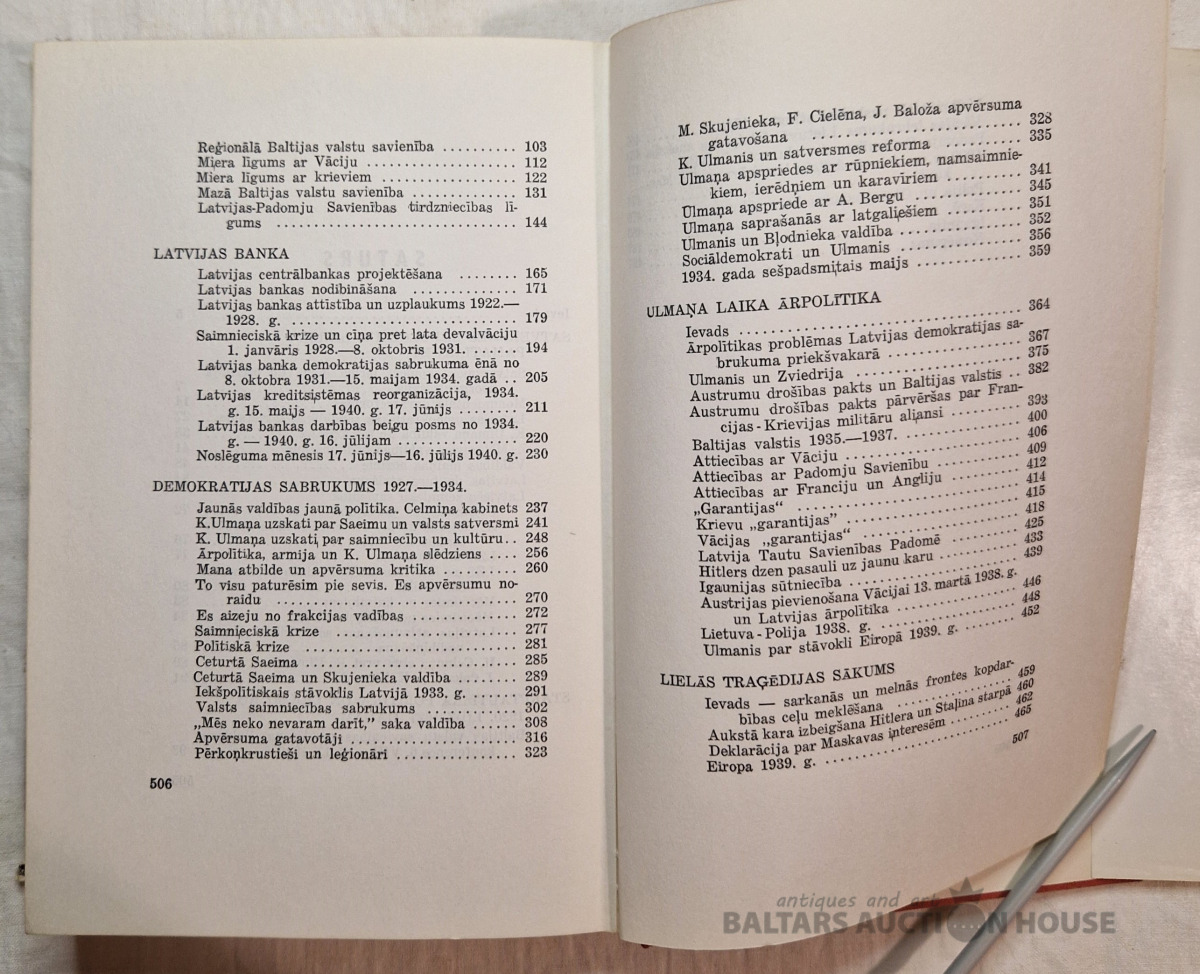 Reģionālā Baltijas valstu savienība .......... 103
Miera līgums ar Vāciju .................. 112
Miera līgums ar krieviem .................. 122
Mazā Baltijas valstu savienība ............. 131
Latvijas-Padomju Savienības tirdzniecības lī-
gums ............................. 144
LATVIJAS BANKA
Latvijas centrālbankas projektēšana ........ 165
Latvijas bankas nodibināšana ............. 171
Latvijas bankas attīstība un uzplaukums 1922.—
1928. g. .......................... 179
Saimnieciskā krize un cīņa pret lata devalvāciju
1. janvāris 1928.—8. oktobris 1931. ...... 194
Latvijas banka demokratijas sabrukuma ēnā no
8. oktobra 1931.—15. maijam 1934. gadā .. 205
Latvijas kreditsistēmas reorganizācija, 1934.
g. 15. maijs — 1940. g. 17. jūnijs ........ 211
Latvijas bankas darbības beigu posms no 1934.
g. — 1940. g. 16. jūlijam ................ 220
Noslēguma mēnesis 17. jūnijs—16. jūlijs 1940. g. 230
DEMOKRATIJAS SABRUKUMS 1927.—1934.
Jaunās valdības jaunā politika. Celmiņa kabinets 237
K.Ulmaņa uzskati par Saeimu un valsts satversmi 241
K. Ulmaņa uzskati par saimniecību un kultūru.. 248
Ārpolitika, armija un K. Ulmaņa slēdziens .... 256
Mana atbilde un apvērsuma kritika .......... 260
To visu paturēsim pie sevis. Es apvērsumu no-
raidu ............................. 270
Es aizeju no frakcijas vadības .............. 272
Saimnieciskā krize ...................... 277
Politiskā krize .......................... 281
Ceturtā Saeima .......................... 285
Ceturtā Saeima un Skujenieka valdība ........ 289
Iekšpolitiskais stāvoklis Latvijā 1933. g. ...... 291
Valsts saimniecības sabrukums ............ 302
„Mēs neko nevaram darīt,” saka valdība ...... 308
Apvērsuma gatavotāji .................... 316
Pērkoņkrustieši un leģionāri ................ 323
506
M. Skujenieka, F. Cielēna, J. Baloža apvērsuma
gatavošana ........................ 328
K. Ulmanis un satversmes reforma .......... 335
Ulmaņa apspriedes ar rūpniekiem, namsaimnie-
kiem, ierēdņiem un karavīriem .......... 341
Ulmaņa apspriede ar A. Bergu .............. 345
Ulmaņa saprašanās ar latgaliešiem .......... 351
Ulmanis un Bļodnieka valdība .............. 352
Sociāldemokrati un Ulmanis .............. 356
1934. gada sešpadsmitais maijs ............ 359
ULMAŅA LAIKA ĀRPOLĪTIKA
Ievads ................................ 364
Ārpolitikas problēmas Latvijas demokratijas sa-
brukuma priekšvakarā .................. 367
Ulmanis un Zviedrija .................... 375
Austrumu drošības pakts un Baltijas valstis .. 382
Austrumu drošības pakts pārvēršas par Fran-
cijas-Krievijas militāru aliansi .......... 393
Baltijas valstis 1935.—1937. .............. 400
Attiecības ar Vāciju .................... 406
Attiecības ar Padomju Savienību ............ 409
Attiecības ar Franciju un Angliju .......... 412
„Garantijas“ ............................ 414
Krievu „garantijas” ...................... 415
Vācijas „garantijas“ ...................... 418
Latvija Tautu Savienības Padomē .......... 425
Hitlers dzen pasauli uz jaunu karu .......... 433
Igaunijas sūtniecība ...................... 439
Austrijas pievienošana Vācijai 13. martā 1938. g.
un Latvijas ārpolītika .................. 446
Lietuva-Polija 1938. g. .................... 448
Ulmanis par stāvokli Eiropā 1939. g. ........ 452
LIELĀS TRAĢĒDIJAS SĀKUMS
Ievads — sarkanās un melnās frontes kopdar-
bības ceļu meklēšana .................. 459
Aukstā kara izbeigšana Hitlera un Staļina starpā 460
Deklarācija par Maskavas interesēm .......... 462
Eiropa 1939. g. .......................... 465
507
antiques and art
BALTARS AUCTION HOUSE